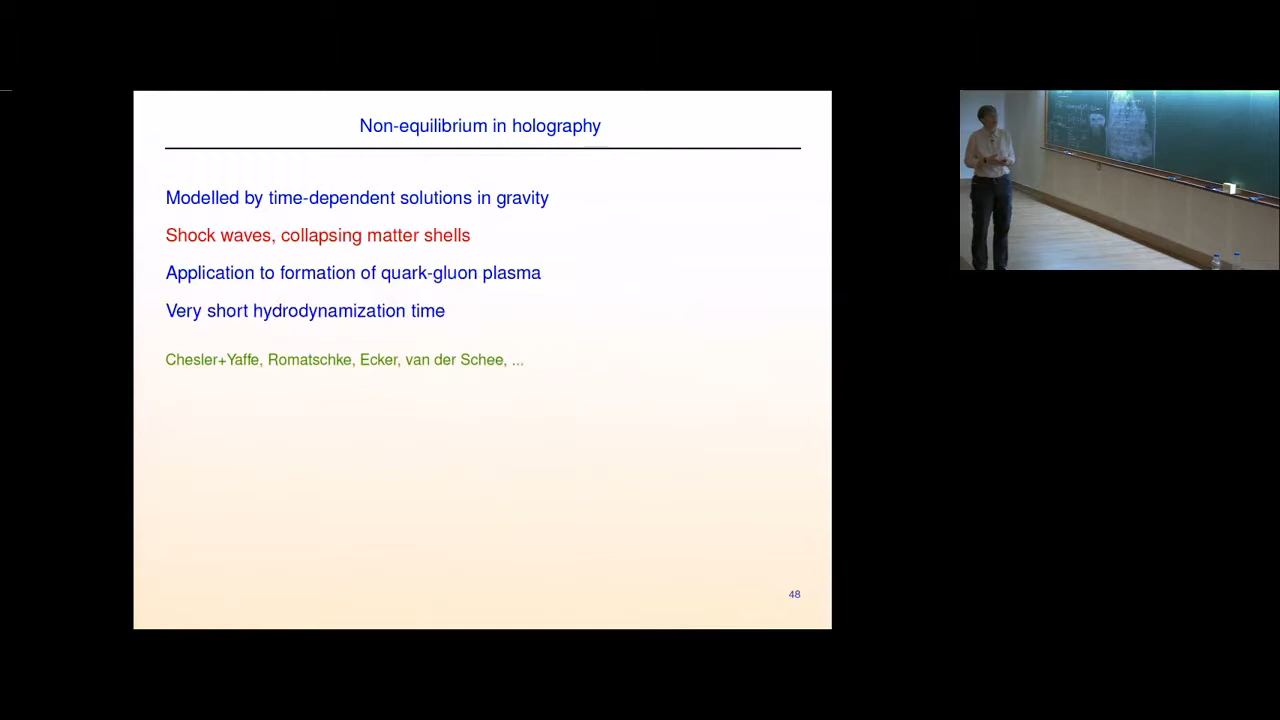 Non-equilibrium in holography
Modelled by time-dependent solutions in gravity
Shock waves, collapsing matter shells
Application to formation of quark-gluon plasma
Very short hydrodynamization time
Chesler+Yaffe, Romatschke, Ecker, van der Schee, ...
48